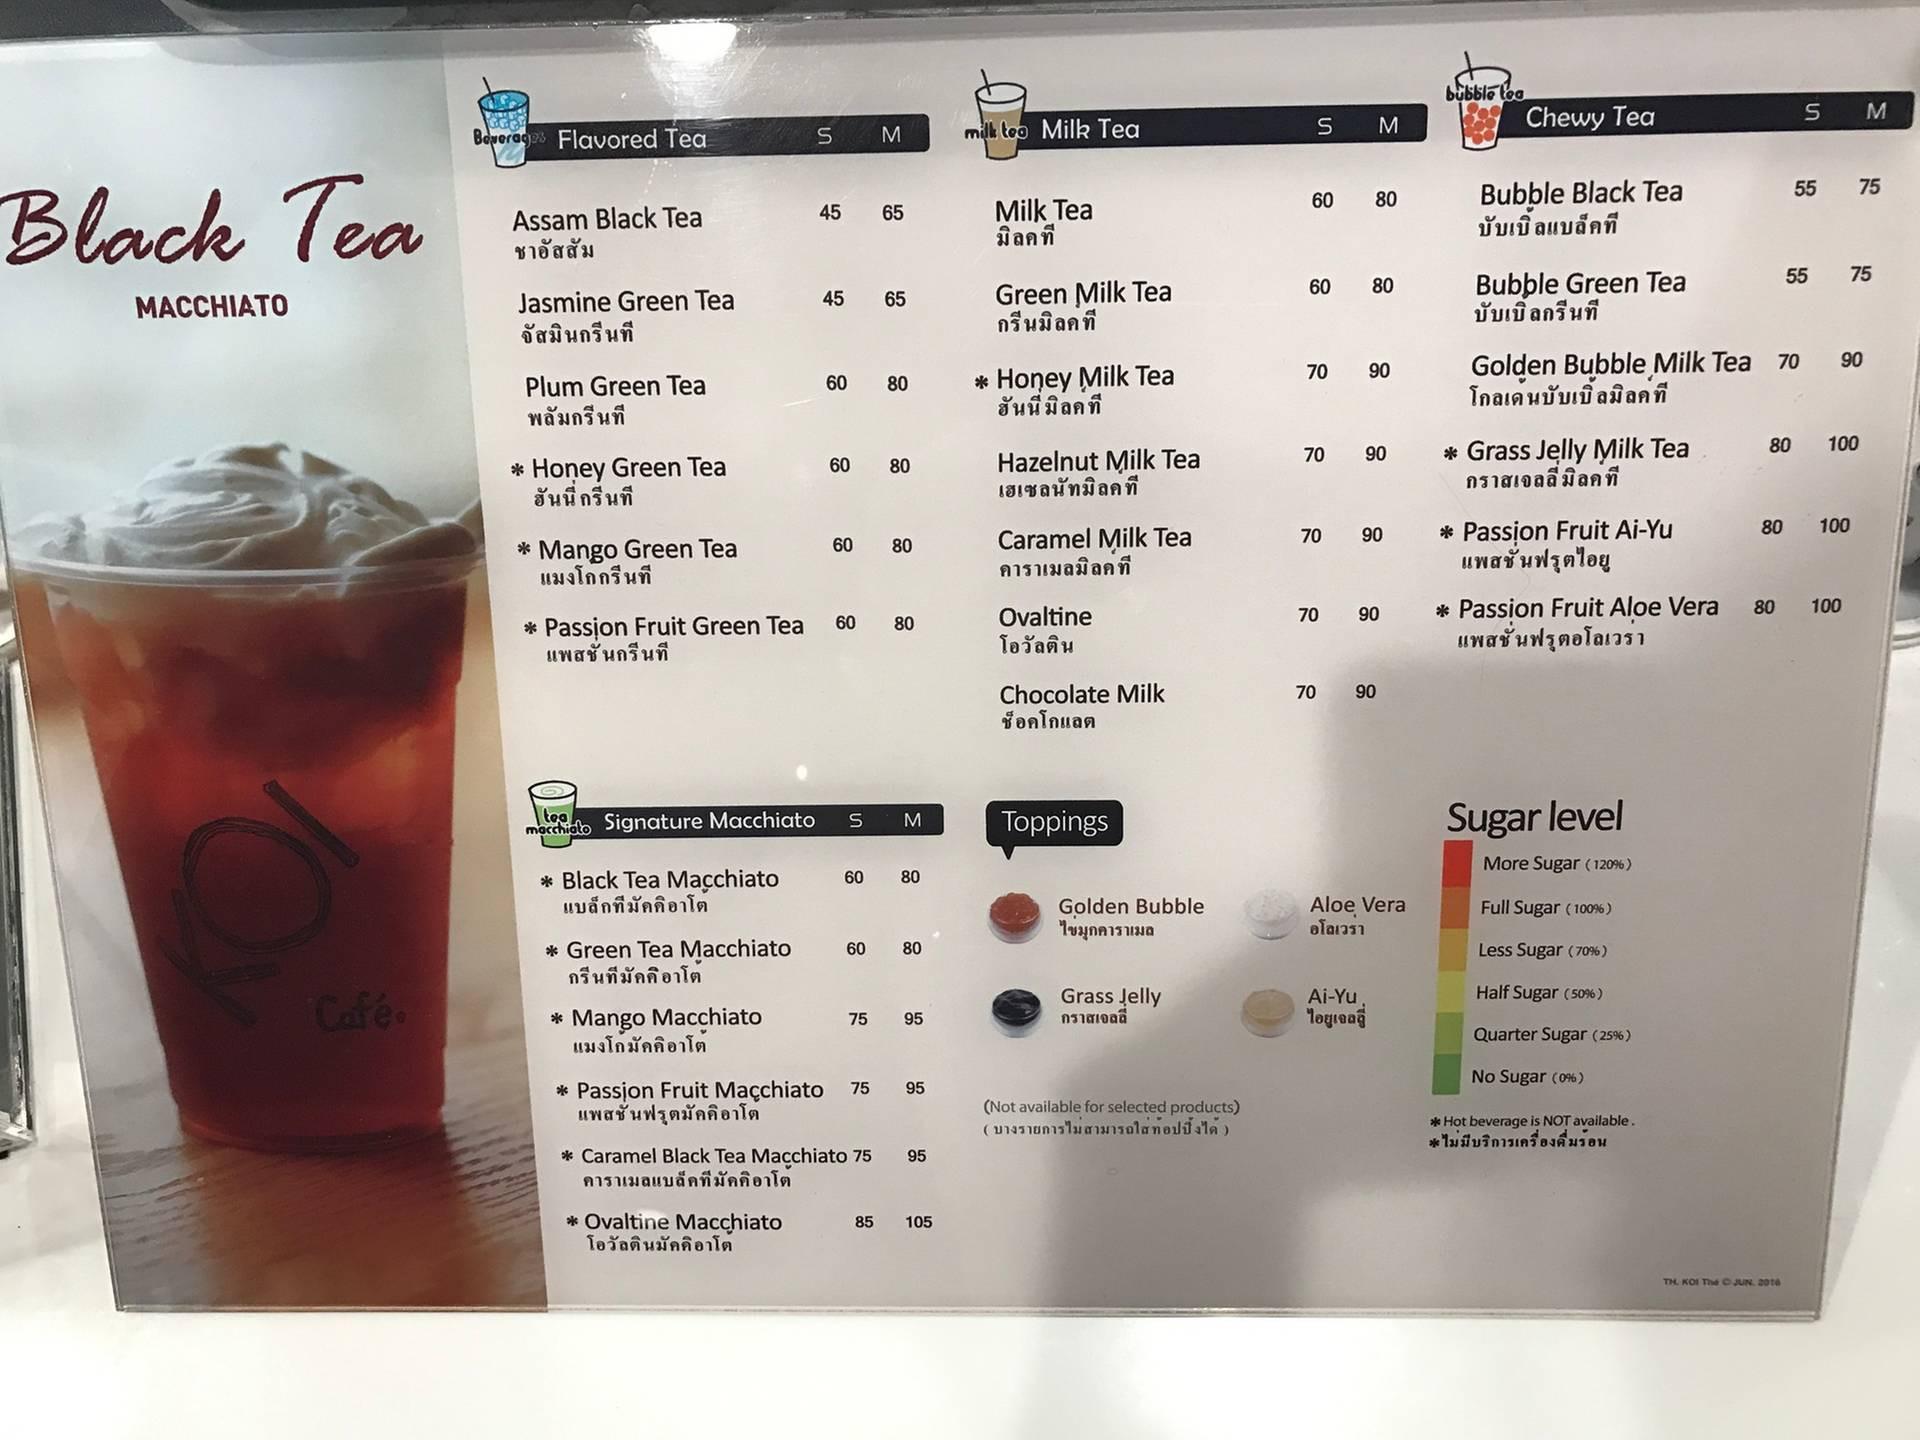 Black Tea
MACCHIATO
KOI
Café.
Beverages
Flavored Tea S M
Assam Black Tea 45 65
ชาอัสสัม
Jasmine Green Tea 45 65
จัสมินกรีนที
Plum Green Tea 60 80
พลัมกรีนที
* Honey Green Tea 60 80
ฮันนี่กรีนที
* Mango Green Tea 60 80
แมงโกกรีนที
* Passion Fruit Green Tea 60 80
แพสชั่นกรีนที
milk tea
Milk Tea S M
Milk Tea 60 80
มิลค์ที
Green Milk Tea 60 80
กรีนมิลค์ที
* Honey Milk Tea 70 90
ฮันนี่มิลค์ที
Hazelnut Milk Tea 70 90
เฮเซลนัทมิลค์ที
Caramel Milk Tea 70 90
คาราเมลมิลค์ที
Ovaltine 70 90
โอวัลติน
Chocolate Milk 70 90
ช็อคโกแลต
bubble tea
Chewy Tea S M
Bubble Black Tea 55 75
บับเบิ้ลแบล็คที
Bubble Green Tea 55 75
บับเบิ้ลกรีนที
Golden Bubble Milk Tea 70 90
โกลเด้นบับเบิ้ลมิลค์ที
* Grass Jelly Milk Tea 80 100
กราสเจลลี่มิลค์ที
* Passion Fruit Ai-Yu 80 100
แพสชั่นฟรุตไอยู
* Passion Fruit Aloe Vera 80 100
แพสชั่นฟรุตอโลเวร่า
tea
macchiato
Signature Macchiato S M
* Black Tea Macchiato 60 80
แบล็กทีมัคคิอาโต้
* Green Tea Macchiato 60 80
กรีนทีมัคคิอาโต้
* Mango Macchiato 75 95
แมงโก้มัคคิอาโต้
* Passion Fruit Macchiato 75 95
แพสชั่นฟรุตมัคคิอาโต้
* Caramel Black Tea Macchiato 75 95
คาราเมลแบล็คทีมัคคิอาโต้
* Ovaltine Macchiato 85 105
โอวัลตินมัคคิอาโต้
Toppings
Golden Bubble
ไข่มุกคาราเมล
Aloe Vera
อโลเวร่า
Grass Jelly
กราสเจลลี่
Ai-Yu
ไอยูเจลลี่
(Not available for selected products)
( บางรายการไม่สามารถใส่ท้อปปิ้งได้ )
Sugar level
More Sugar (120%)
Full Sugar (100%)
Less Sugar (70%)
Half Sugar (50%)
Quarter Sugar (25%)
No Sugar (0%)
* Hot beverage is NOT available .
* ไม่มีบริการเครื่องดื่มร้อน
TH. KOI Thé © JUN. 2016